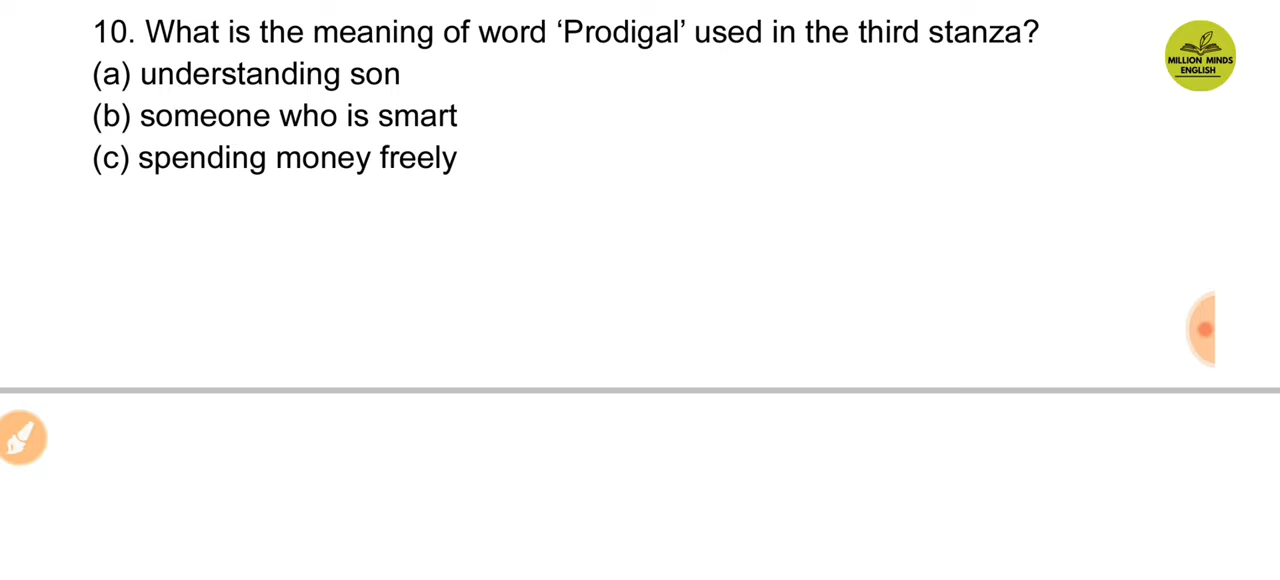 10. What is the meaning of word ‘Prodigal’ used in the third stanza?
(a) understanding son
(b) someone who is smart
(c) spending money freely
MILLION MINDS
ENGLISH